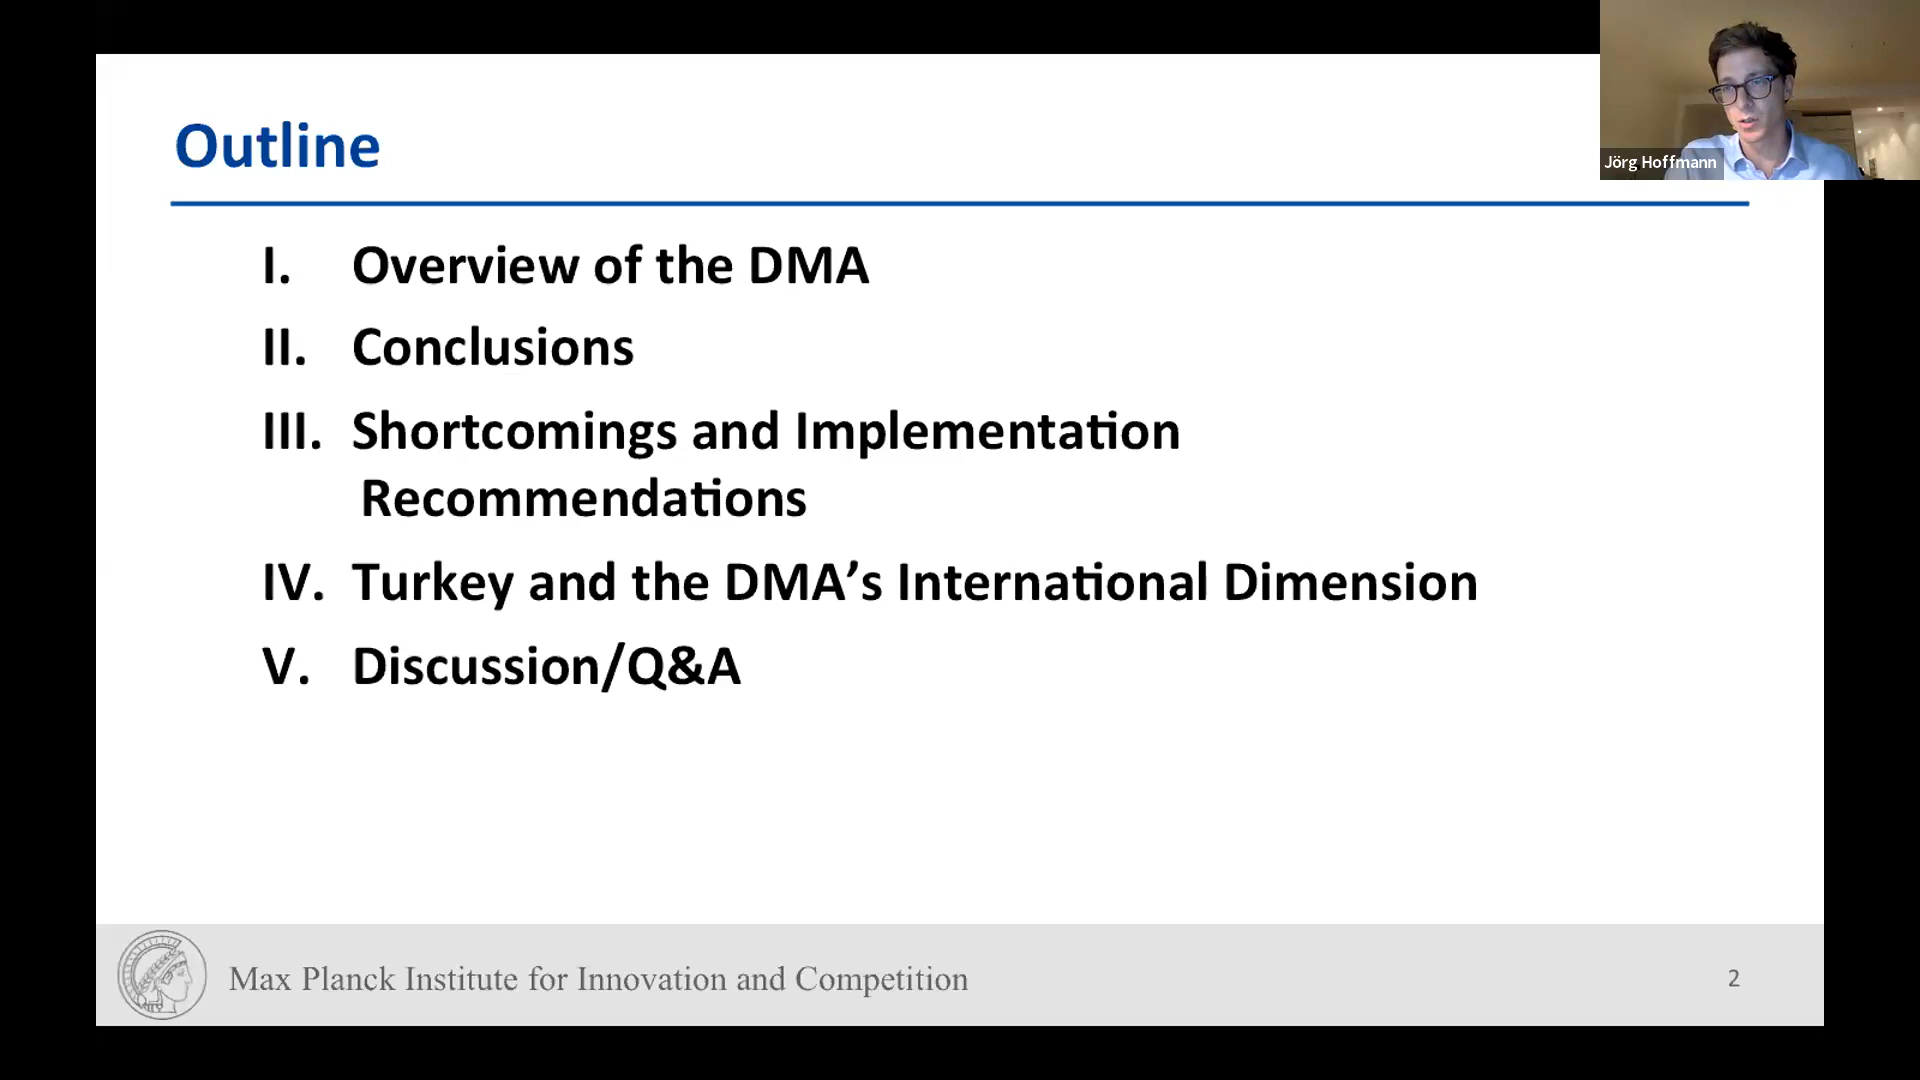 Outline
Jörg Hoffmann
I. Overview of the DMA
II. Conclusions
III. Shortcomings and Implementation
Recommendations
IV. Turkey and the DMA’s International Dimension
V. Discussion/Q&A
Max Planck Institute for Innovation and Competition
2